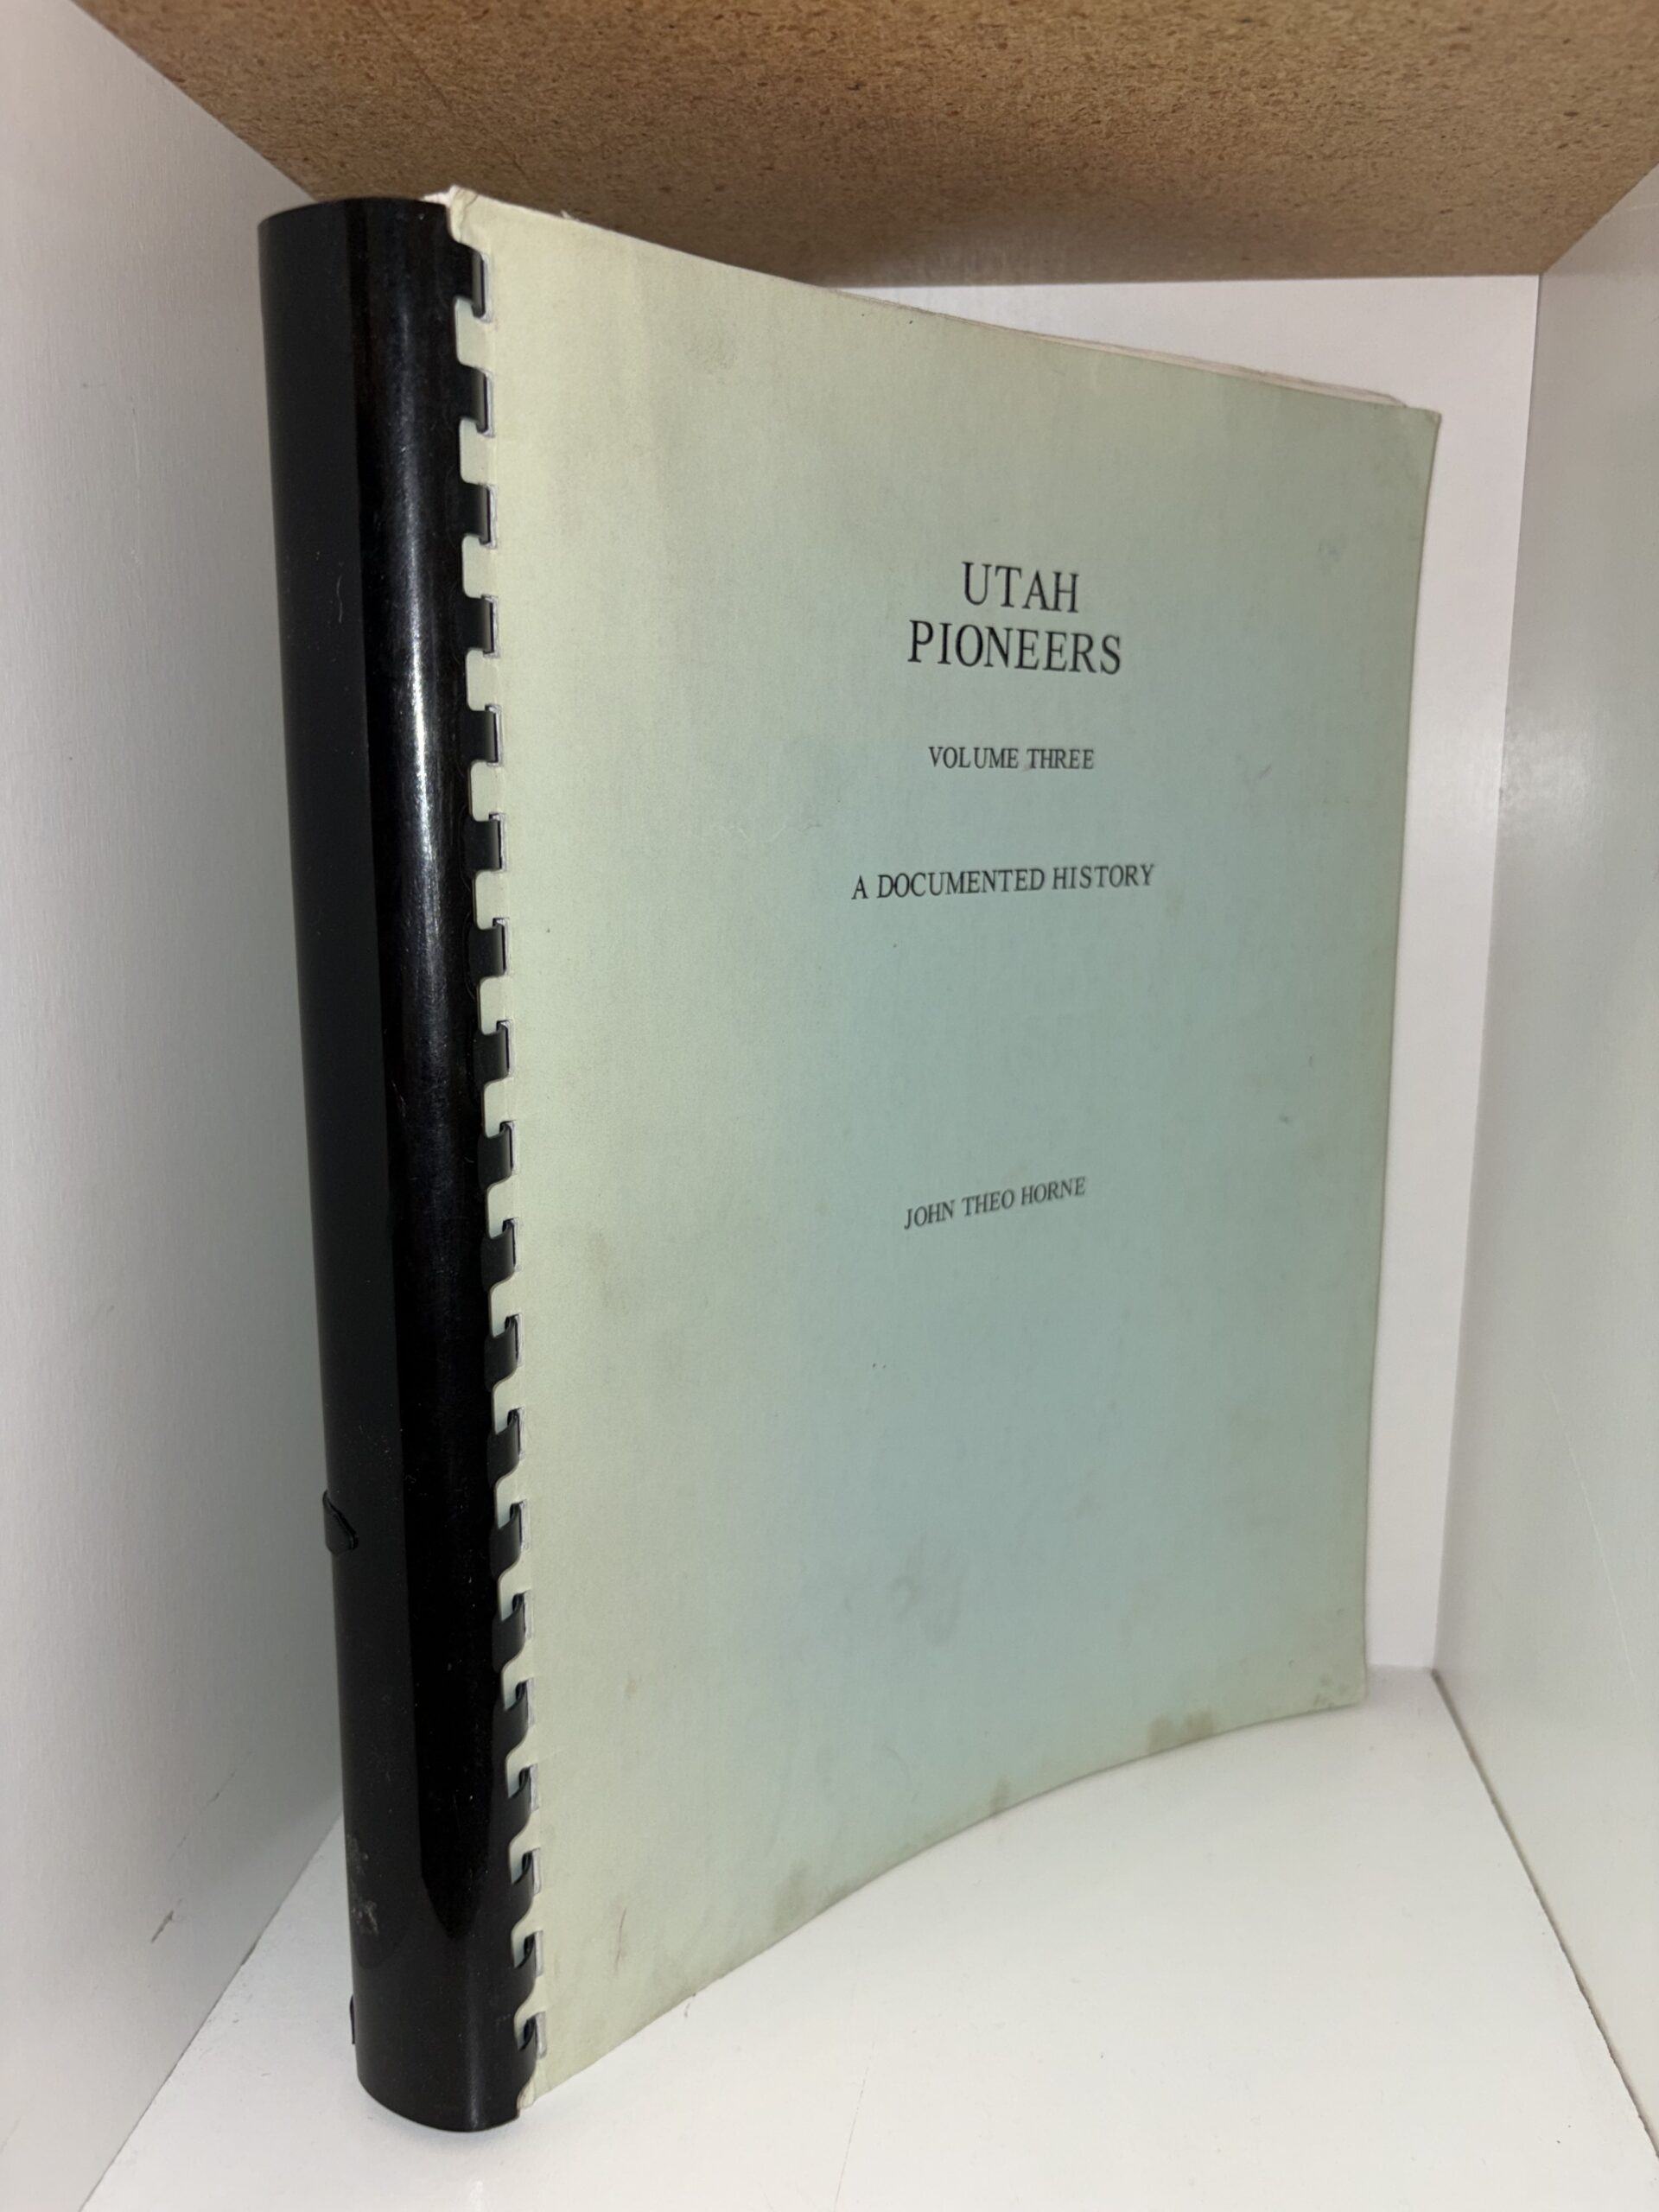 UTAH
PIONEERS
VOLUME THREE
A DOCUMENTED HISTORY
JOHN THEO HORNE